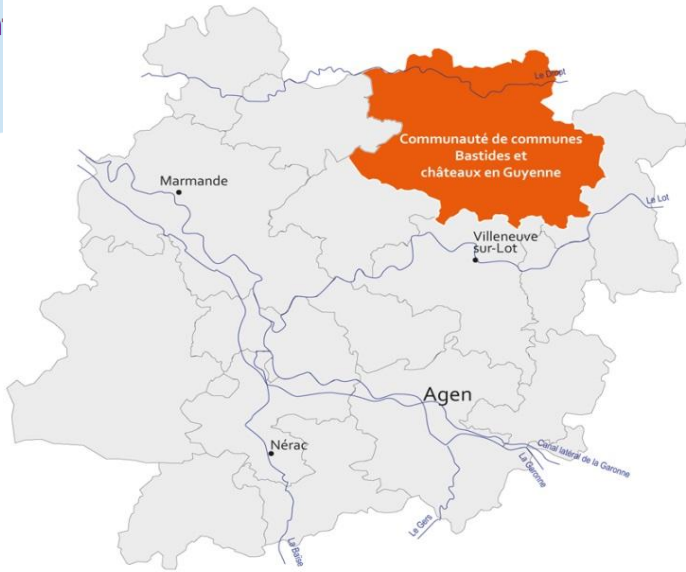 Le Dropt
Communauté de communes
Bastides et
châteaux en Guyenne
Marmande
Le Lot
Villeneuve
sur-Lot
Agen
Canal latéral de la Garonne
La Garonne
Nérac
Le Gers
La Baïse